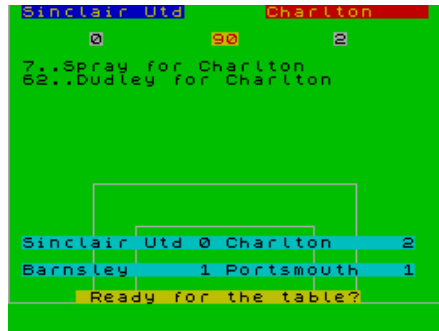 Sinclair Utd Charlton
0 90 2
7..Spray for Charlton
62..Dudley for Charlton
Sinclair Utd 0 Charlton 2
Barnsley 1 Portsmouth 1
Ready for the table?